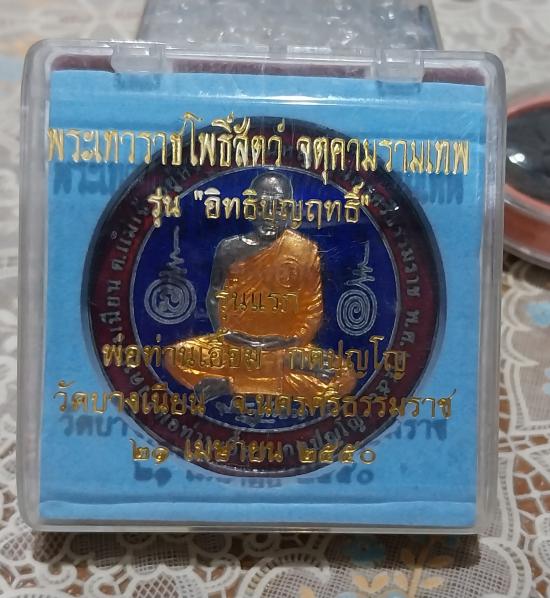 พระเทวราชโพธิ์สัตว์ จตุคามรามเทพ
รุ่น "อิทธิบุญฤทธิ์"
รุ่นแรก
พ่อท่านเอื้อม กตปุญโญ
วัดบางเนียน จ.นครศรีธรรมราช
๒๑ เมษายน ๒๕๕๐